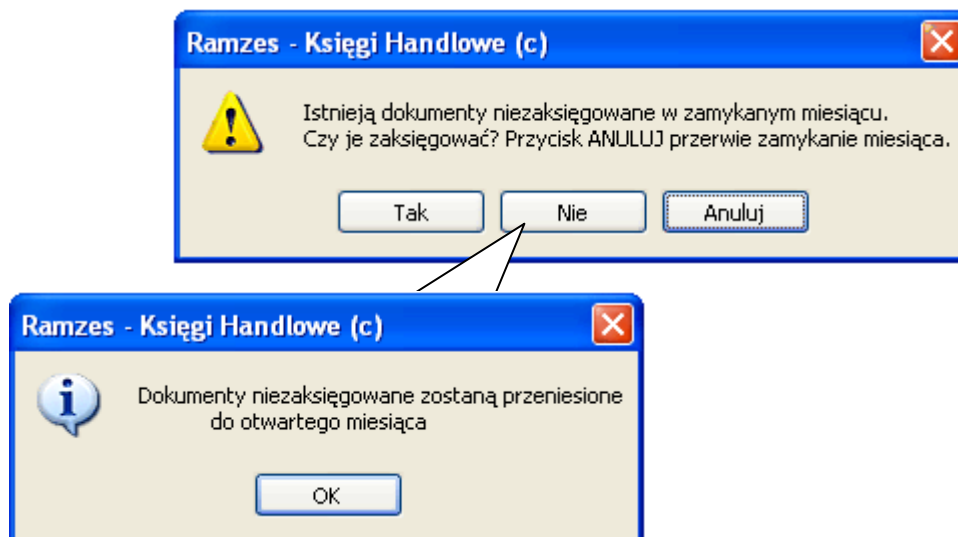 Ramzes - Księgi Handlowe (c)
Istnieją dokumenty niezaksięgowane w zamykanym miesiącu.
Czy je zaksięgować? Przycisk ANULUJ przerwie zamykanie miesiąca.
Tak Nie Anuluj
Ramzes - Księgi Handlowe (c)
Dokumenty niezaksięgowane zostaną przeniesione
do otwartego miesiąca
OK